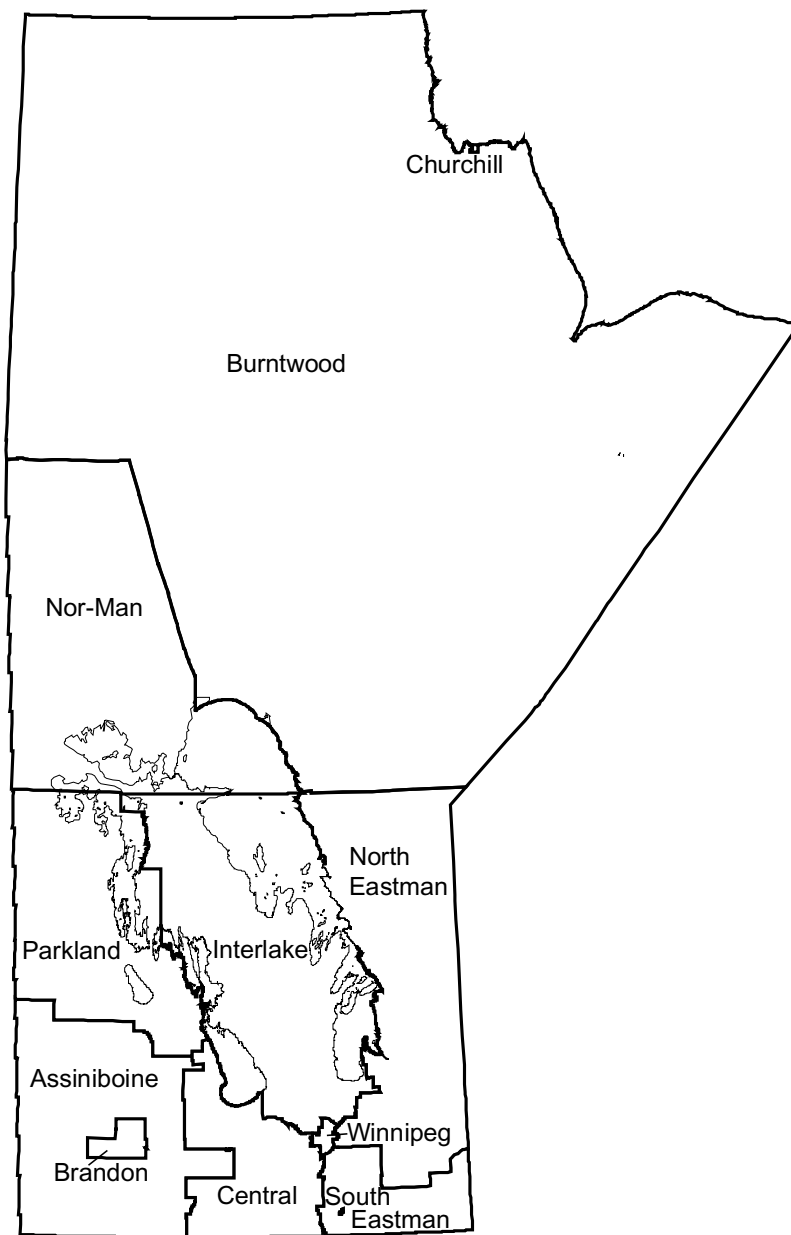 Churchill
Burntwood
Nor-Man
North
Eastman
Parkland
Interlake
Assiniboine
Winnipeg
Brandon
Central
South
Eastman